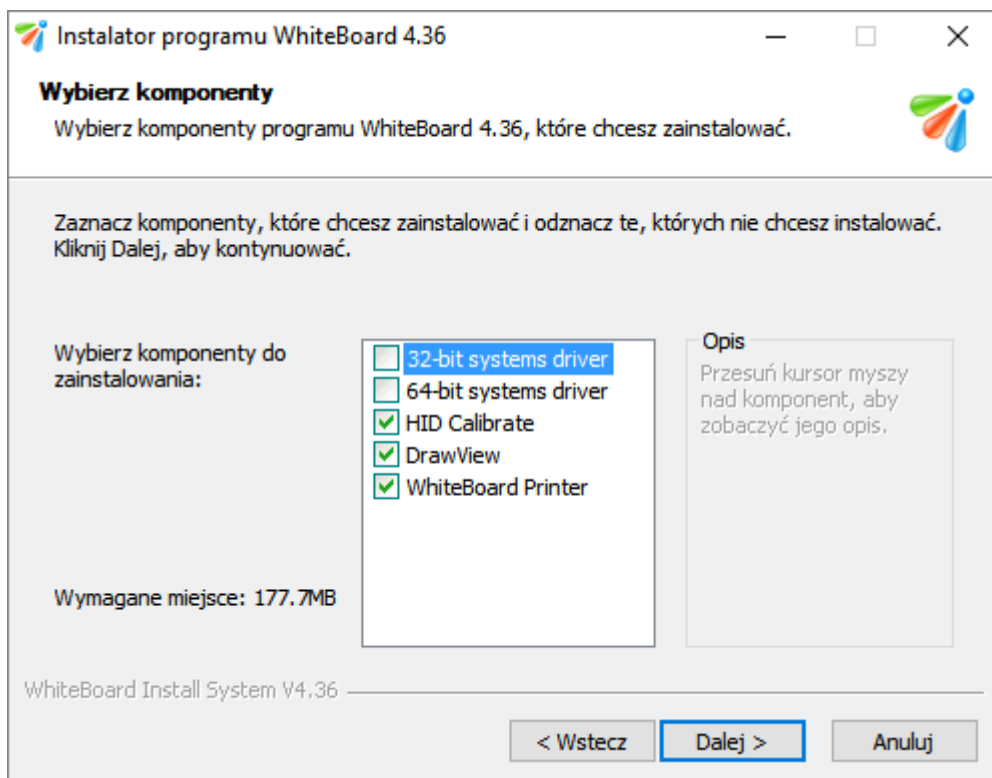 Instalator programu WhiteBoard 4.36
Wybierz komponenty
Wybierz komponenty programu WhiteBoard 4.36, które chcesz zainstalować.
Zaznacz komponenty, które chcesz zainstalować i odznacz te, których nie chcesz instalować.
Kliknij Dalej, aby kontynuować.
Wybierz komponenty do
zainstalowania:
32-bit systems driver
64-bit systems driver
HID Calibrate
DrawView
WhiteBoard Printer
Opis
Przesuń kursor myszy
nad komponent, aby
zobaczyć jego opis.
Wymagane miejsce: 177.7MB
WhiteBoard Install System V4.36
< Wstecz
Dalej >
Anuluj